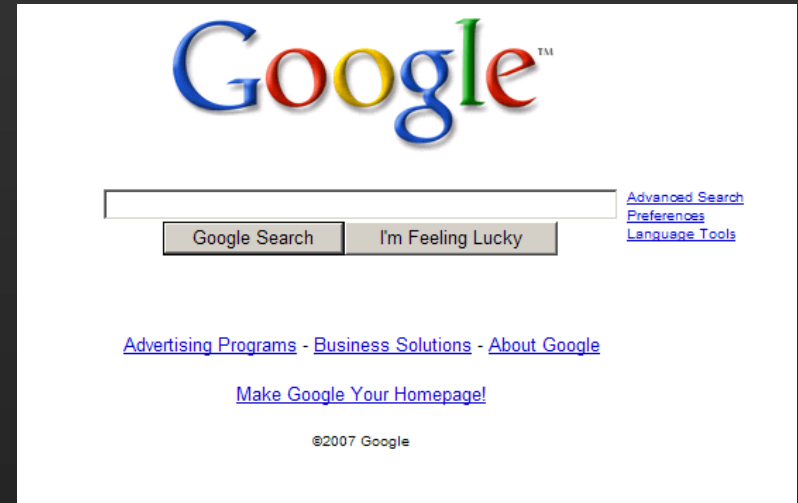 Google™
Advanced Search
Preferences
Language Tools
Google Search I'm Feeling Lucky
Advertising Programs - Business Solutions - About Google
Make Google Your Homepage!
©2007 Google